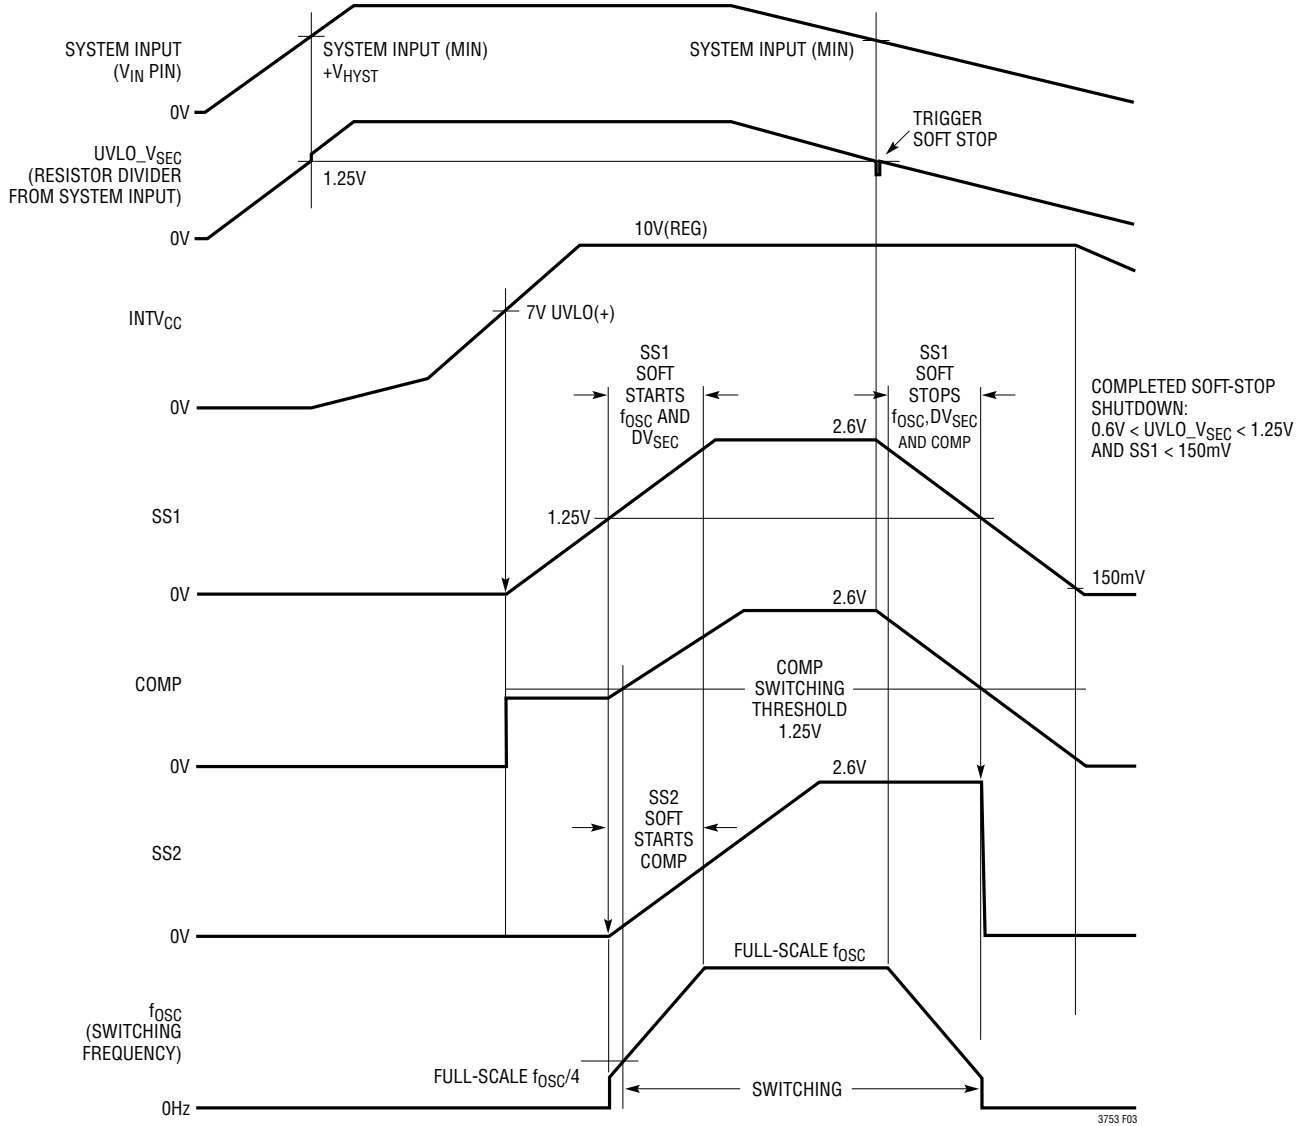 SYSTEM INPUT
(VIN PIN)
0V
SYSTEM INPUT (MIN)
+VHYST
SYSTEM INPUT (MIN)
UVLO_VSEC
(RESISTOR DIVIDER
FROM SYSTEM INPUT)
0V
1.25V
TRIGGER
SOFT STOP
10V(REG)
INTVCC
7V UVLO(+)
0V
SS1
SOFT
STARTS
fOSC AND
DVSEC
SS1
SOFT
STOPS
fOSC, DVSEC
AND COMP
COMPLETED SOFT-STOP
SHUTDOWN:
0.6V < UVLO_VSEC < 1.25V
AND SS1 < 150mV
2.6V
SS1
1.25V
0V
150mV
2.6V
COMP
COMP
SWITCHING
THRESHOLD
1.25V
0V
2.6V
SS2
SOFT
STARTS
COMP
SS2
0V
FULL-SCALE fOSC
fOSC
(SWITCHING
FREQUENCY)
FULL-SCALE fOSC/4
SWITCHING
0Hz
3753 F03